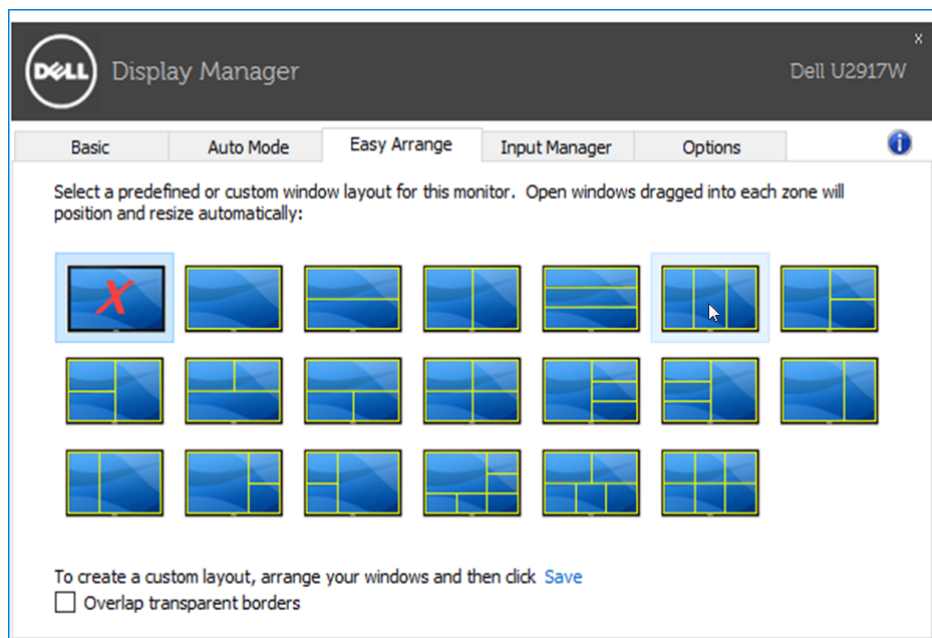 x
DELL
Display Manager
Dell U2917W
Basic
Auto Mode
Easy Arrange
Input Manager
Options
i
Select a predefined or custom window layout for this monitor. Open windows dragged into each zone will
position and resize automatically:
X
To create a custom layout, arrange your windows and then click Save
Overlap transparent borders